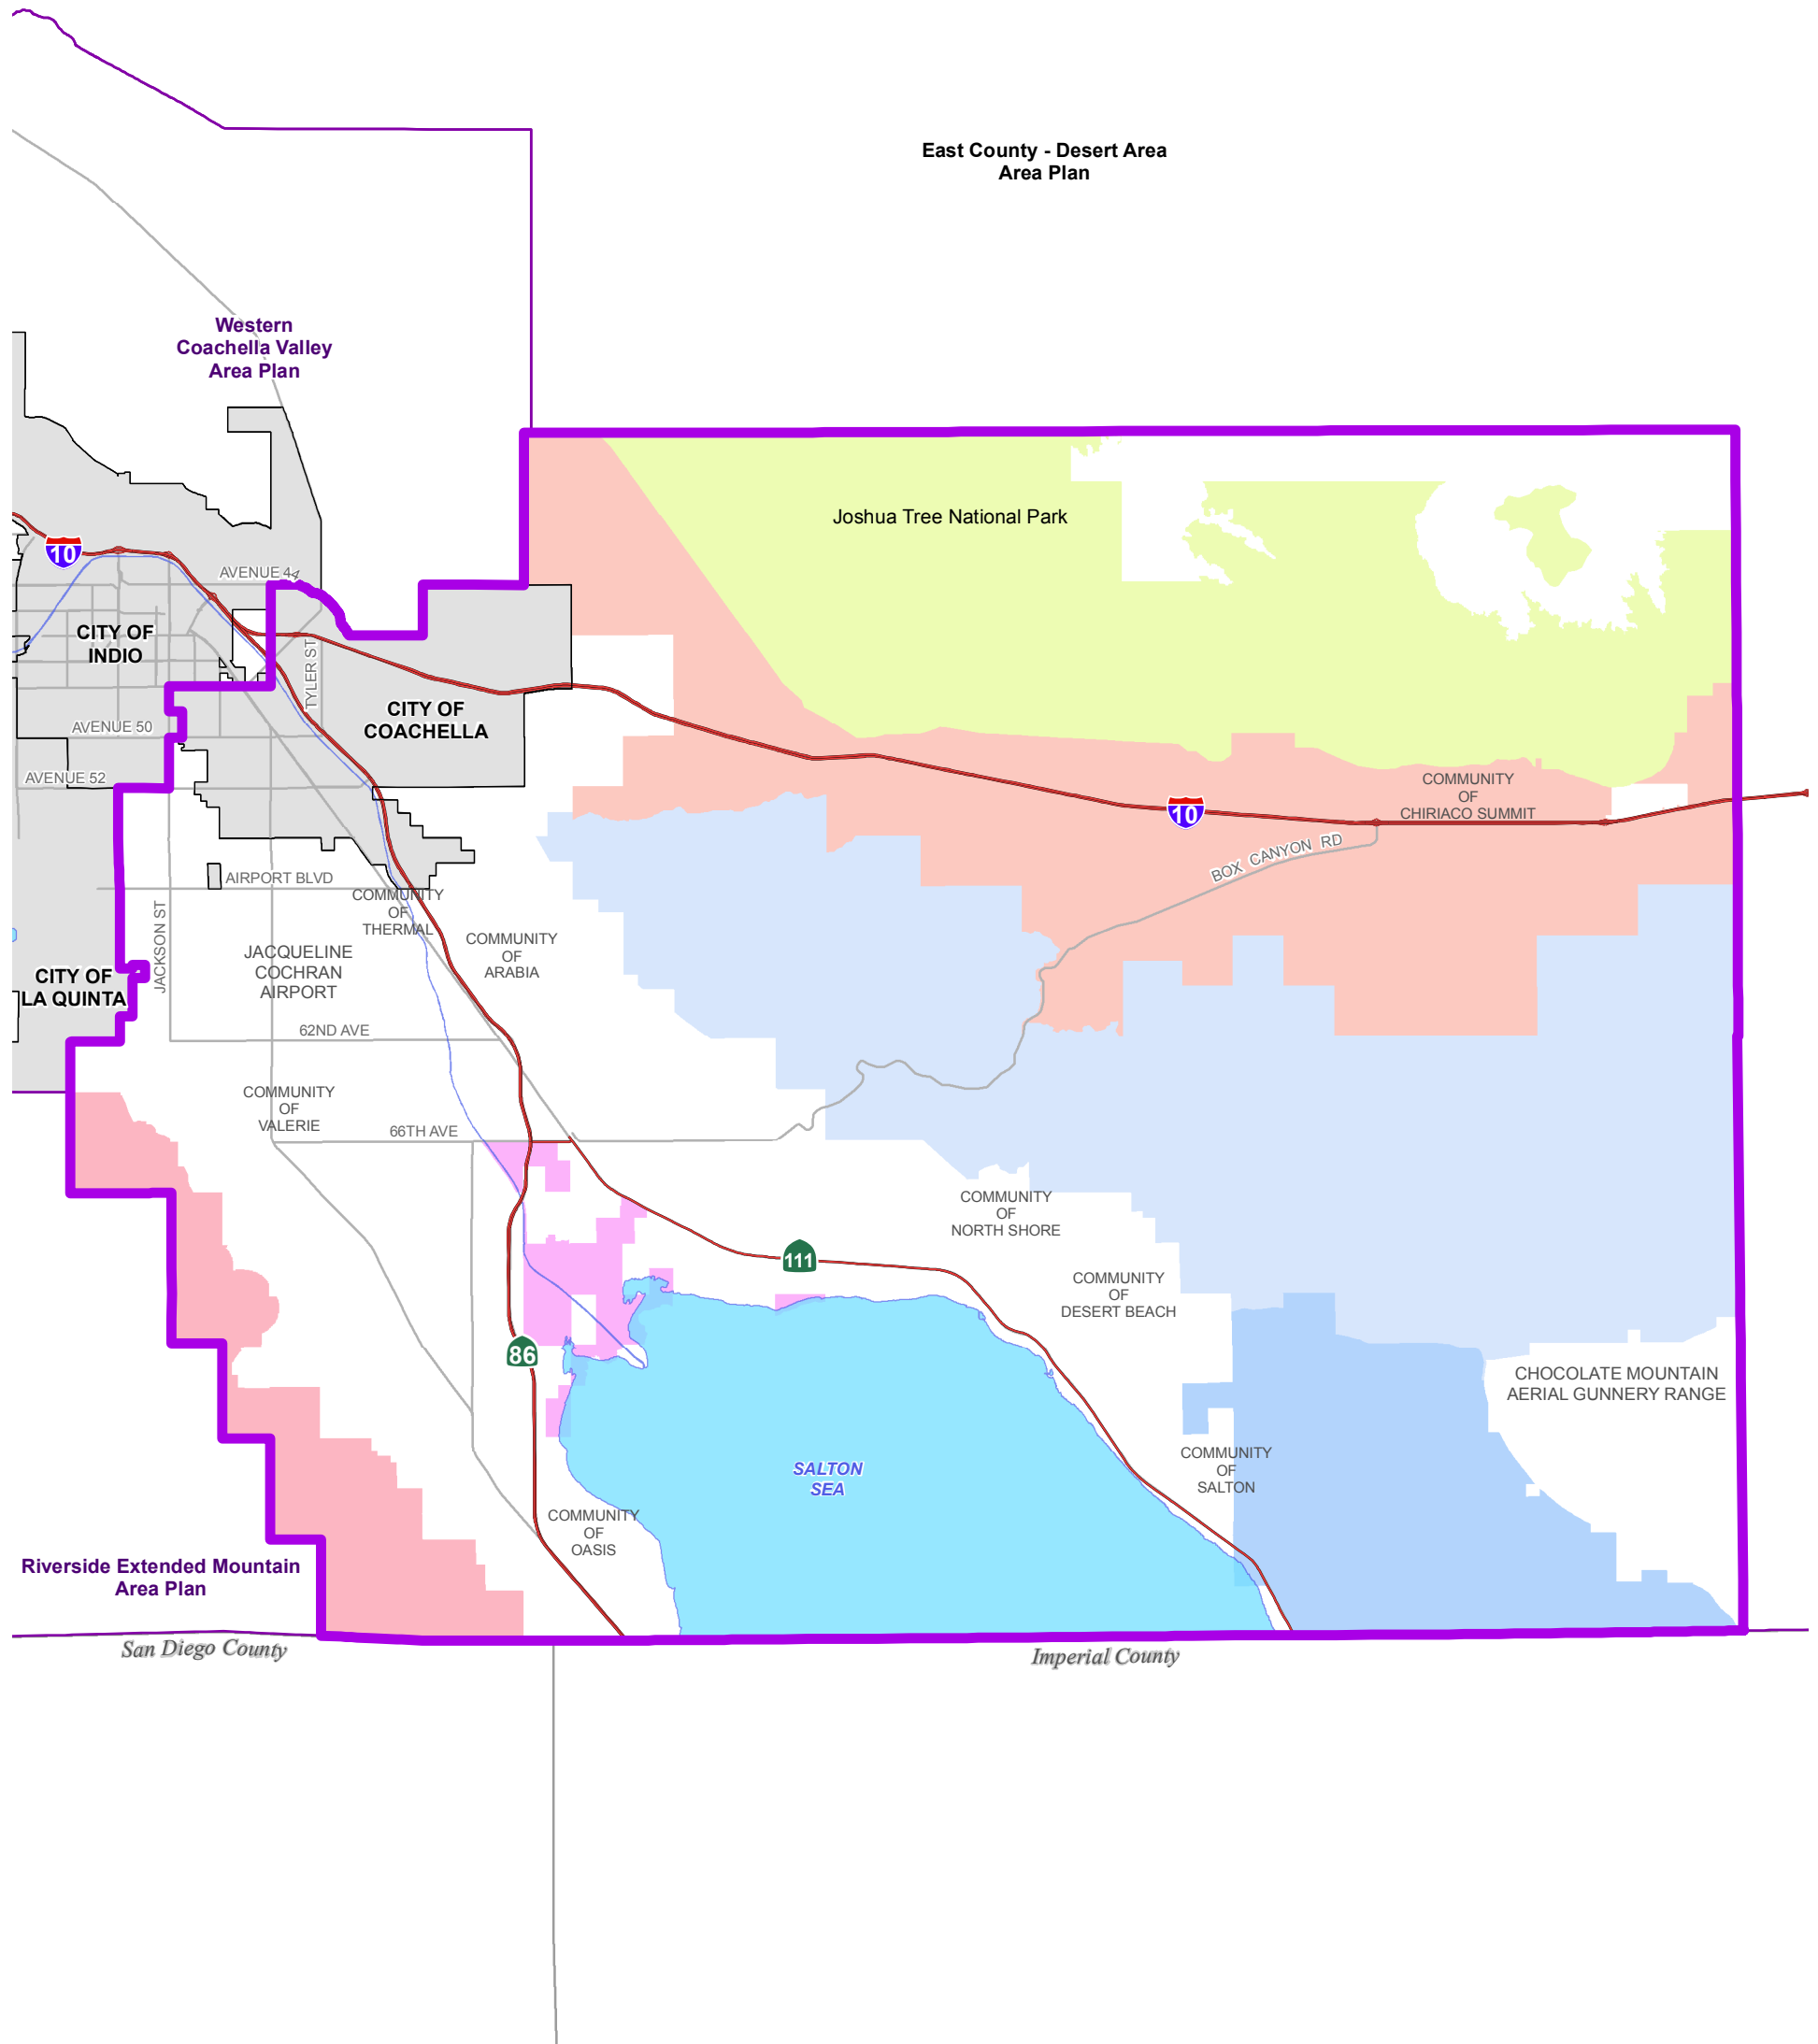 East County - Desert Area
Area Plan
Western
Coachella Valley
Area Plan
Joshua Tree National Park
10
AVENUE 44
CITY OF
INDIO
TYLER ST
CITY OF
COACHELLA
AVENUE 50
AVENUE 52
COMMUNITY
OF
CHIRIACO SUMMIT
10
BOX CANYON RD
AIRPORT BLVD
COMMUNITY
OF
THERMAL
JACKSON ST
COMMUNITY
OF
ARABIA
JACQUELINE
COCHRAN
AIRPORT
CITY OF
LA QUINTA
62ND AVE
COMMUNITY
OF
VALERIE
66TH AVE
COMMUNITY
OF
NORTH SHORE
111
COMMUNITY
OF
DESERT BEACH
86
CHOCOLATE MOUNTAIN
AERIAL GUNNERY RANGE
SALTON
SEA
COMMUNITY
OF
SALTON
COMMUNITY
OF
OASIS
Riverside Extended Mountain
Area Plan
San Diego County
Imperial County